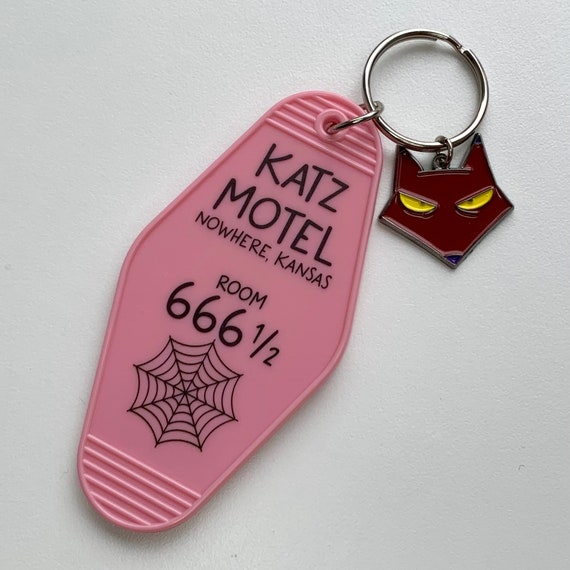 KATZ
MOTEL
NOWHERE, KANSAS
ROOM
666 1/2